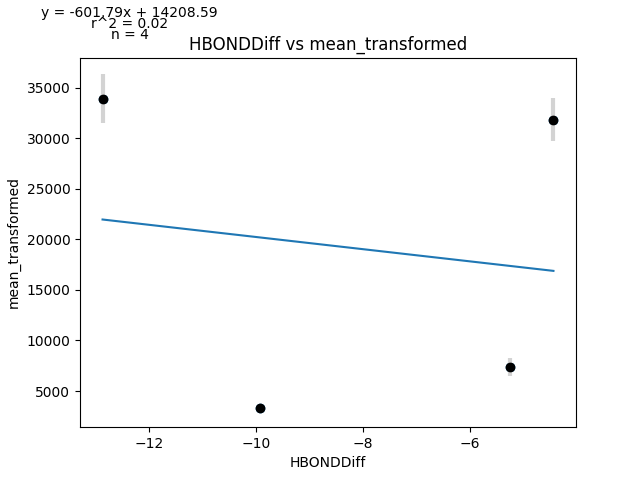 y = -601.79x + 14208.59
r^2 = 0.02
n = 4
HBONDDiff vs mean_transformed
mean_transformed
35000
30000
25000
20000
15000
10000
5000
−12 −10 −8 −6
HBONDDiff